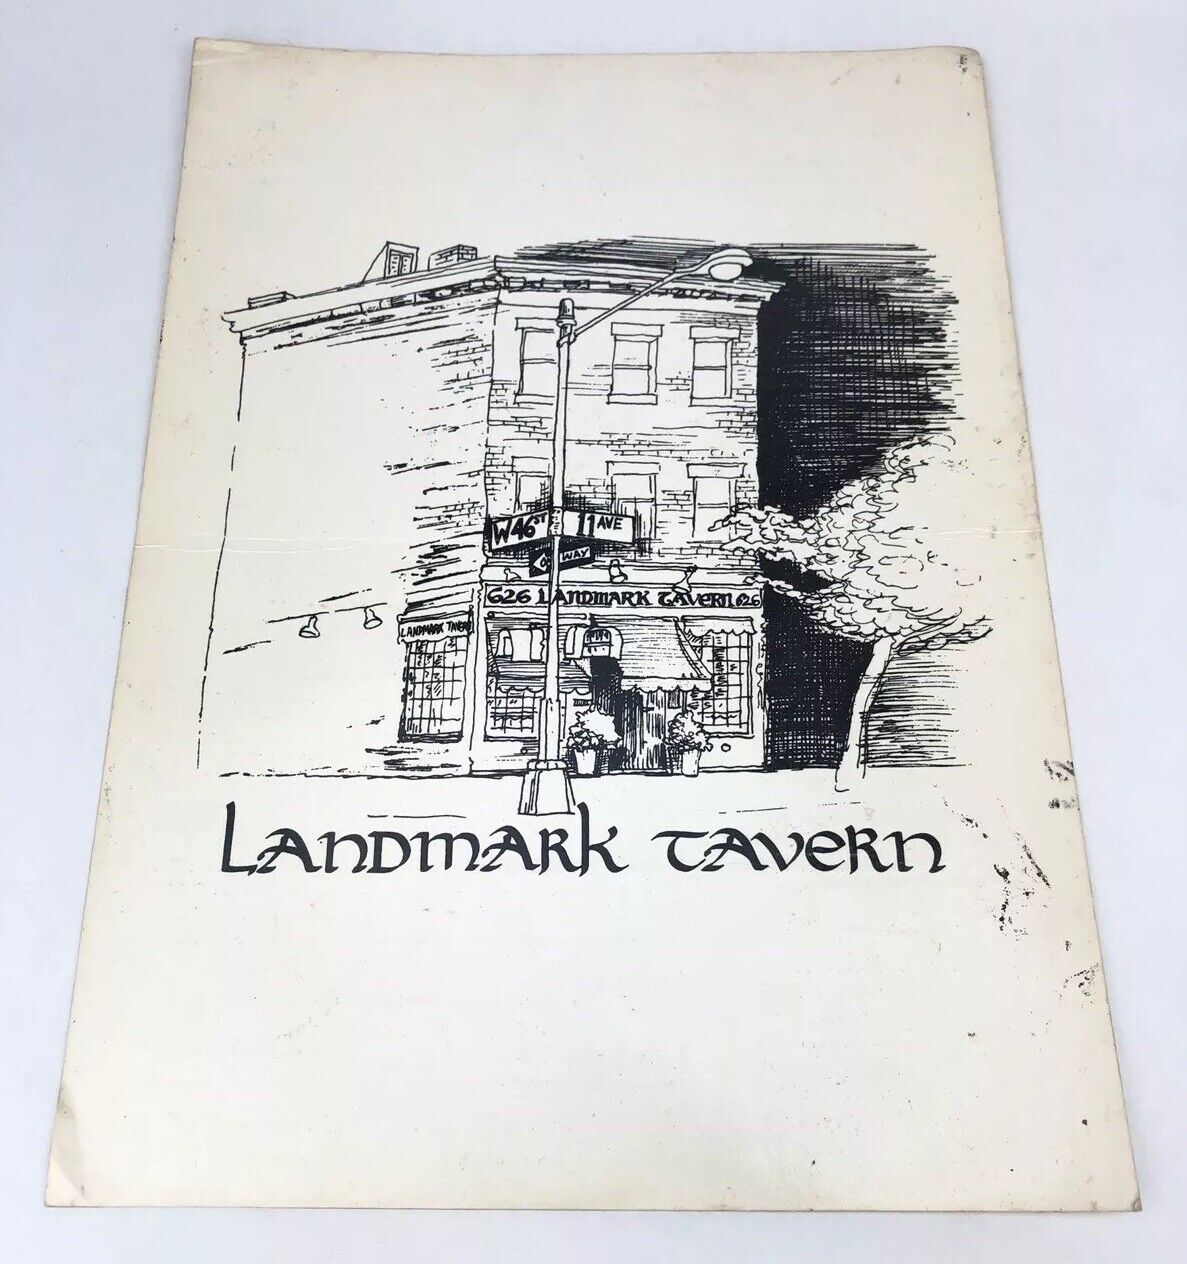 W46ST
11 AVE
WAY
626 LANDMARK TAVERN 626
LANDMARK TAVERN
LANDMARK TAVERN